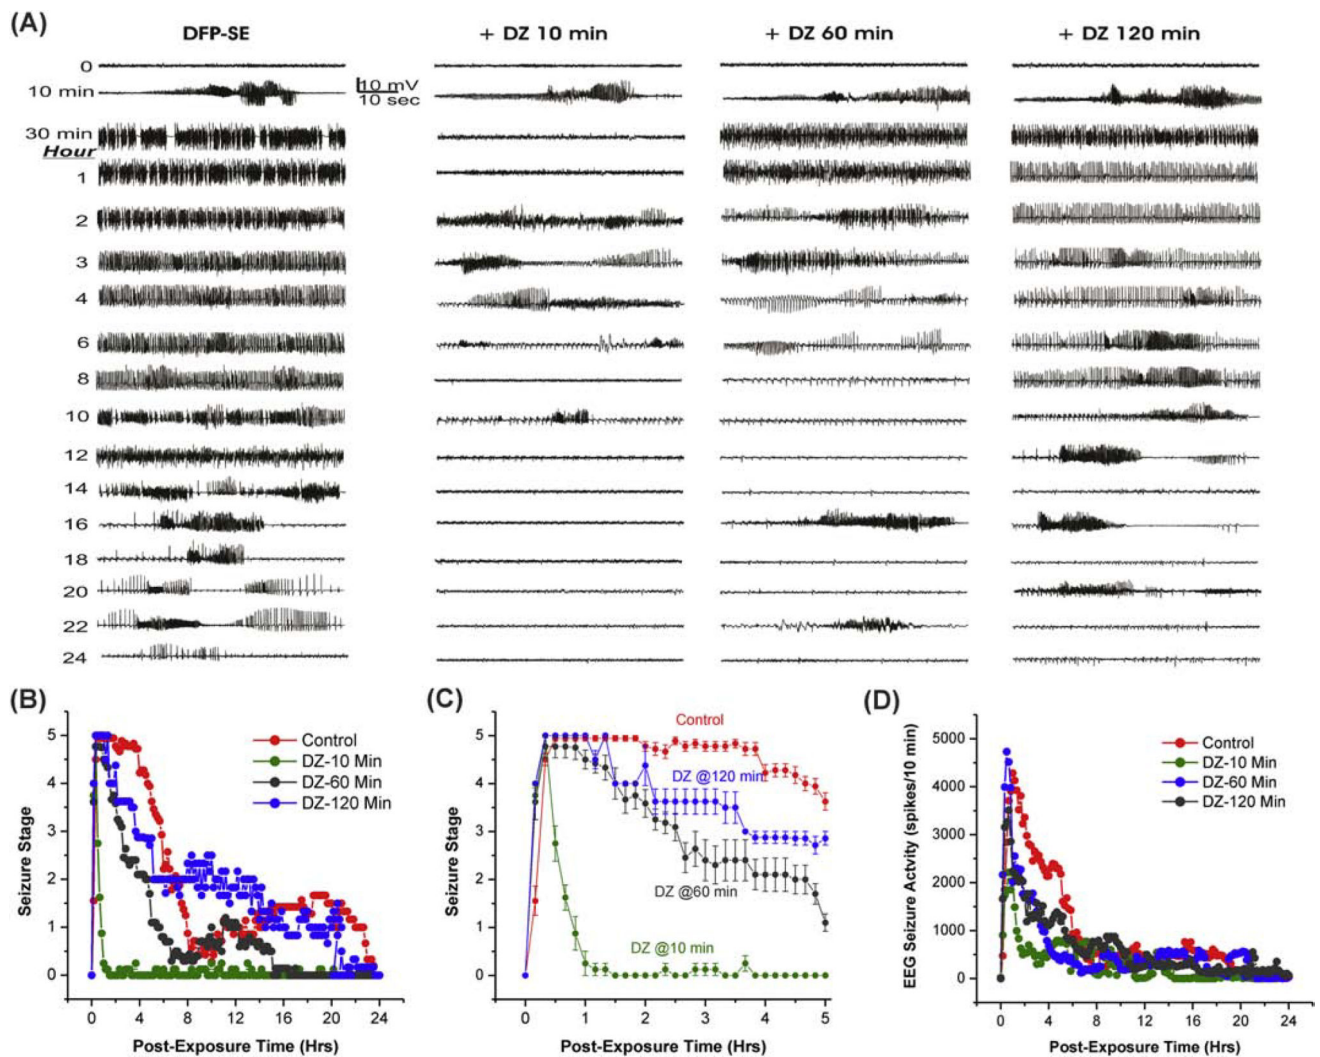 (A)
DFP-SE
+ DZ 10 min
+ DZ 60 min
+ DZ 120 min
0
10 min
10 mV
10 sec
30 min
Hour
1
2
3
4
6
8
10
12
14
16
18
20
22
24
(B)
5
4
3
2
1
0
Seizure Stage
Control
DZ-10 Min
DZ-60 Min
DZ-120 Min
0 4 8 12 16 20 24
Post-Exposure Time (Hrs)
(C)
5
4
3
2
1
0
Seizure Stage
Control
DZ @120 min
DZ @60 min
DZ @10 min
0 1 2 3 4 5
Post-Exposure Time (Hrs)
(D)
5000
4000
3000
2000
1000
0
EEG Seizure Actvity (spikes/10 min)
Control
DZ-10 Min
DZ-60 Min
DZ-120 Min
0 4 8 12 16 20 24
Post-Exposure Time (Hrs)